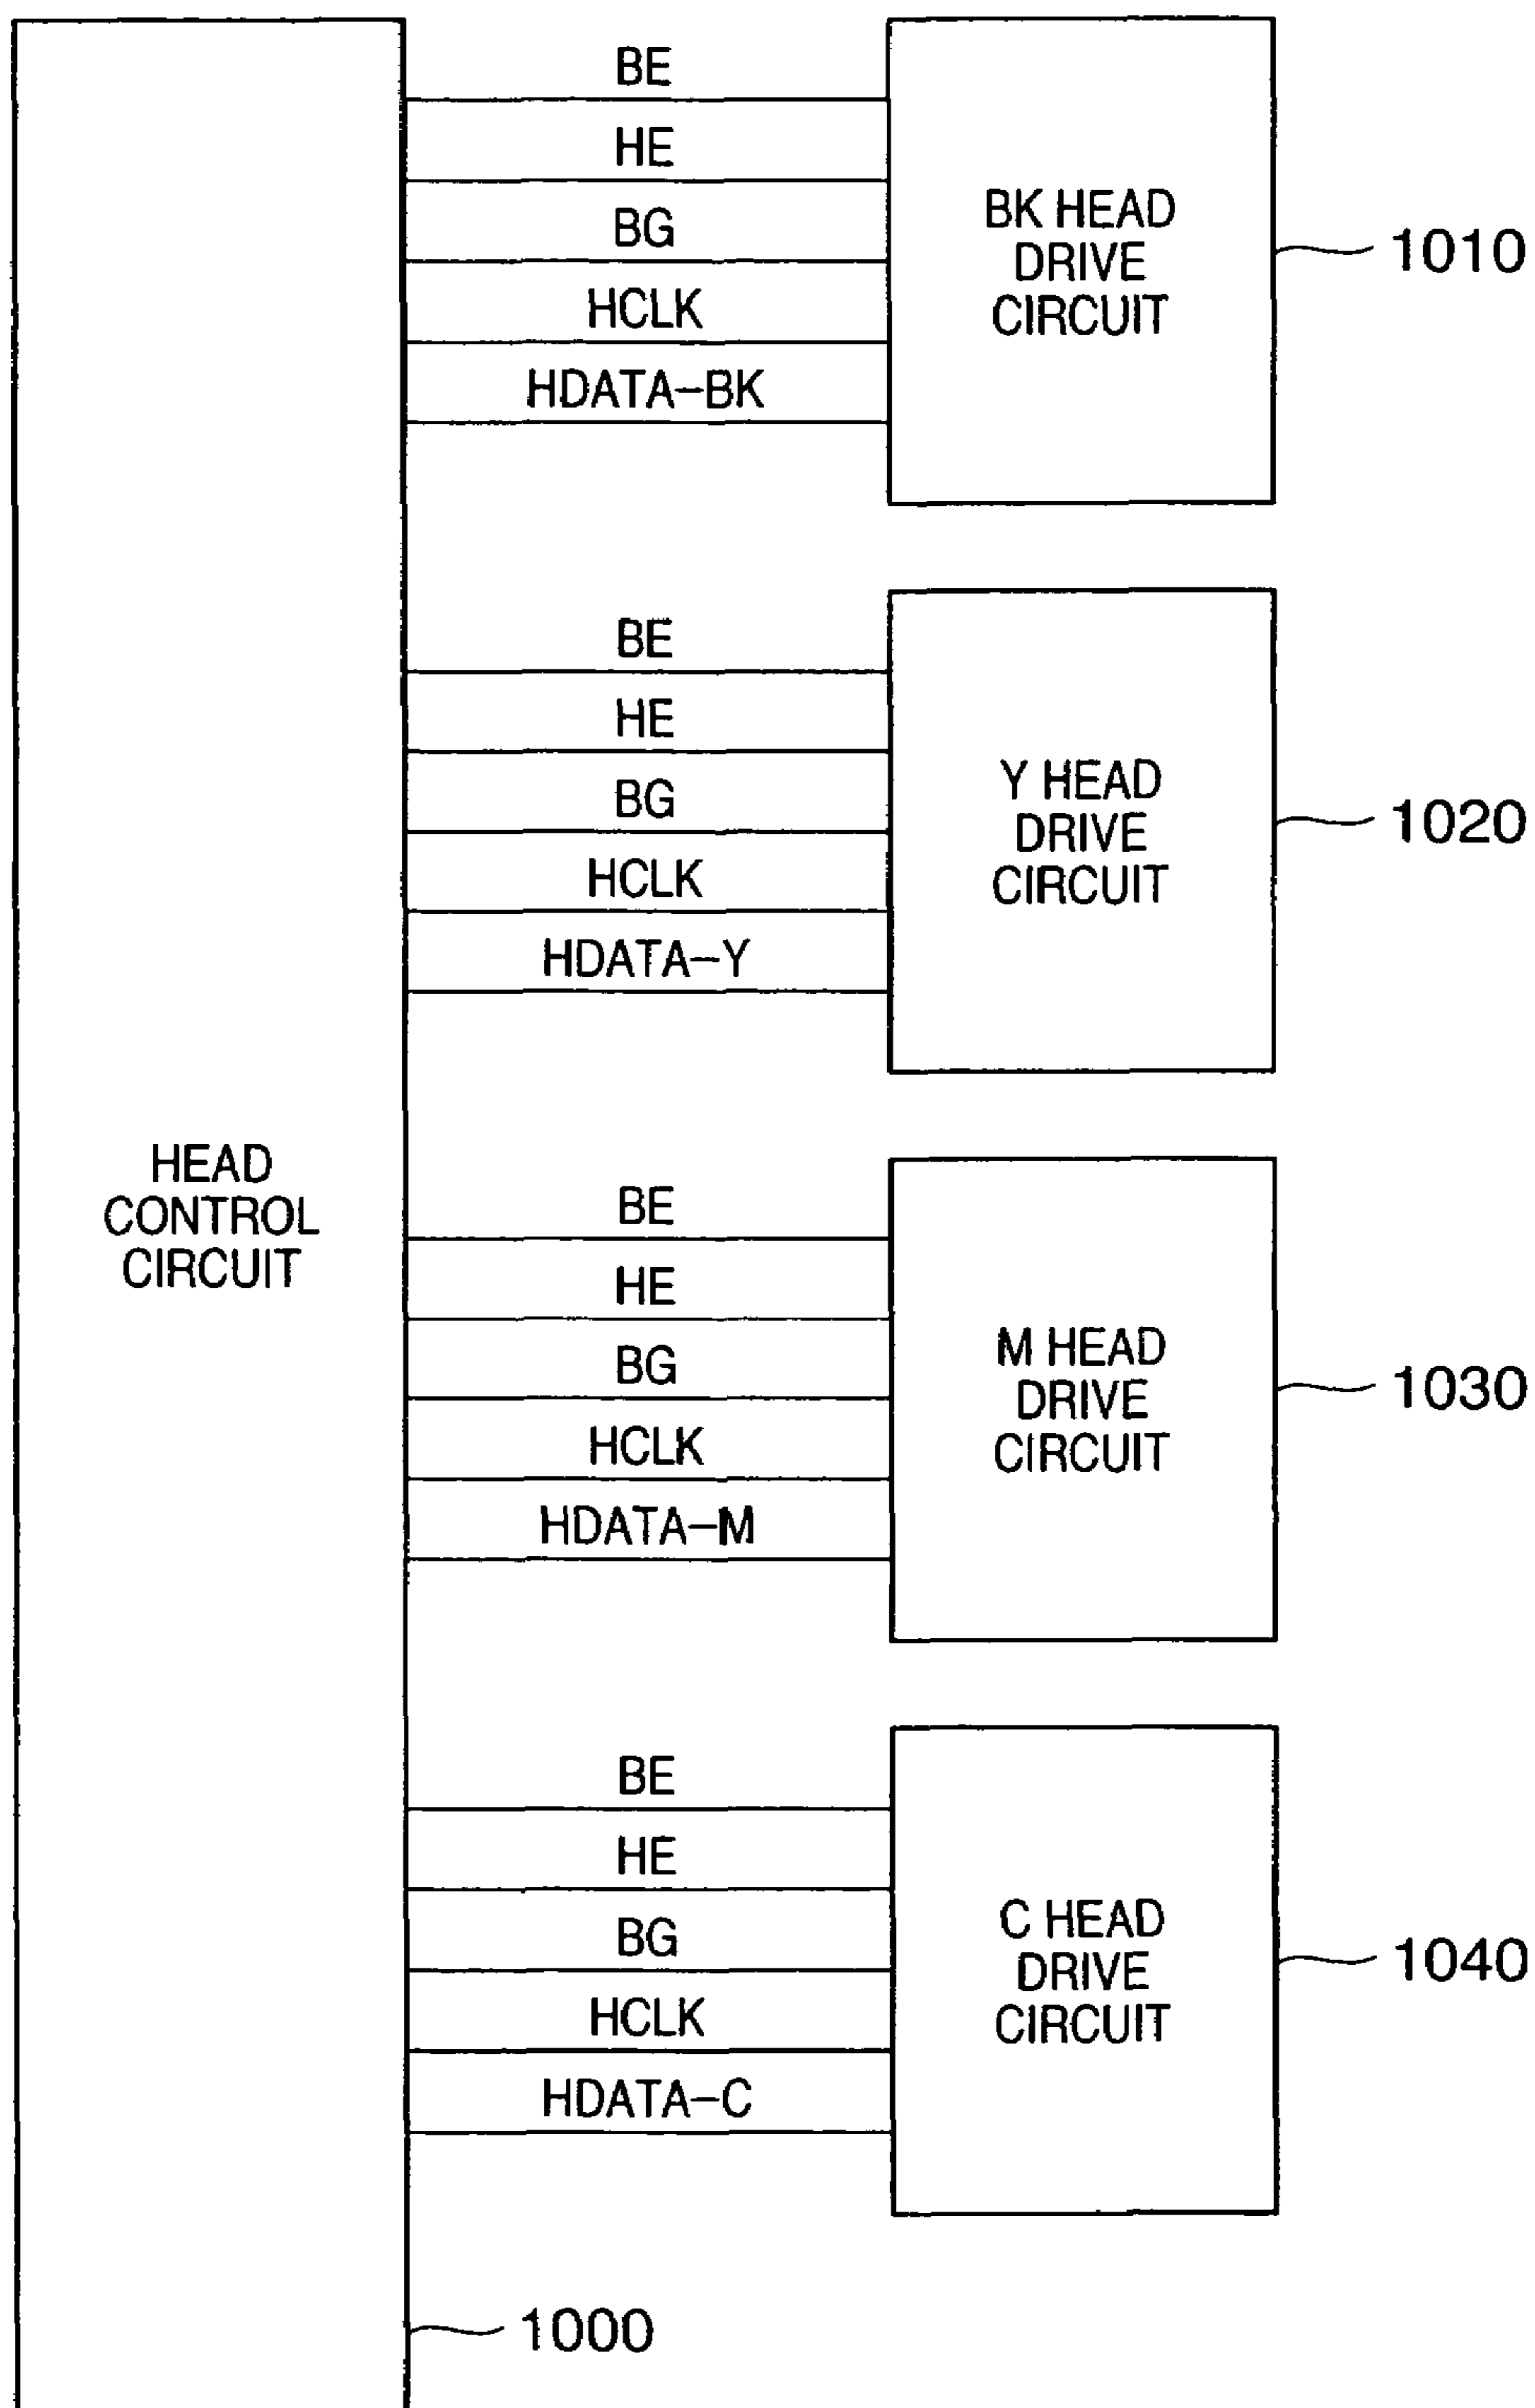 HEAD
CONTROL
CIRCUIT
1000
BE
HE
BG
HCLK
HDATA-BK
BK HEAD
DRIVE
CIRCUIT
1010
BE
HE
BG
HCLK
HDATA-Y
Y HEAD
DRIVE
CIRCUIT
1020
BE
HE
BG
HCLK
HDATA-M
M HEAD
DRIVE
CIRCUIT
1030
BE
HE
BG
HCLK
HDATA-C
C HEAD
DRIVE
CIRCUIT
1040